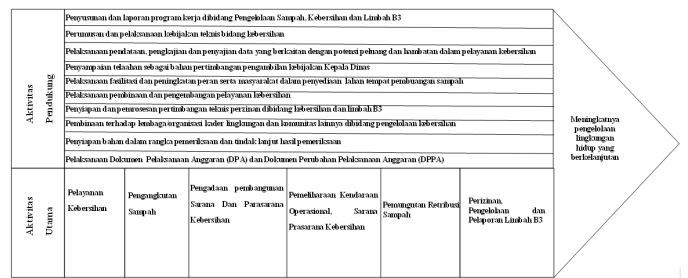 Aktivitas
Pendukung
Penyusunan dan laporan program kerja dibidang Pengelolaan Sampah, Kebersihan dan Limbah B3
Perumusan dan pelaksanaan kebijakan teknis bidang kebersihan
Pelaksanaan pendataan, pengkajian dan penyajian data yang berkaitan dengan potensi peluang dan hambatan dalam pelayanan kebersihan
Penyampaian telaahan sebagai bahan pertimbangan pengambilan kebijakan Kepala Dinas
Pelaksanaan fasilitasi dan peningkatan peran serta masyarakat dalam penyediaan lahan tempat pembuangan sampah
Pelaksanaan pembinaan dan pengembangan pelayanan kebersihan
Penyiapan dan pemrosesan pertimbangan teknis perizinan dibidang kebersihan dan limbah B3
Pembinaan terhadap lembaga/organisasi kader lingkungan dan komunitas lainnya dibidang pengelolaan kebersihan
Penyiapan bahan dalam rangka pemeriksaan dan tindak lanjut hasil pemeriksaan
Pelaksanaan Dokumen Pelaksanaan Anggaran (DPA) dan Dokumen Perubahan Pelaksanaan Anggaran (DPPA)
Aktivitas
Utama
Pelayanan
Kebersihan
Pengangkutan
Sampah
Pengadaan pembangunan
Sarana Dan Parasarana
Kebersihan
Pemeliharaan Kendaraan
Operasional, Sarana
Prasarana Kebersihan
Pemungutan Retribusi
Sampah
Perizinan,
Pengelolaan dan
Pelaporan Limbah B3
Meningkatnya
pengelolaan
lingkungan
hidup yang
berkelanjutan